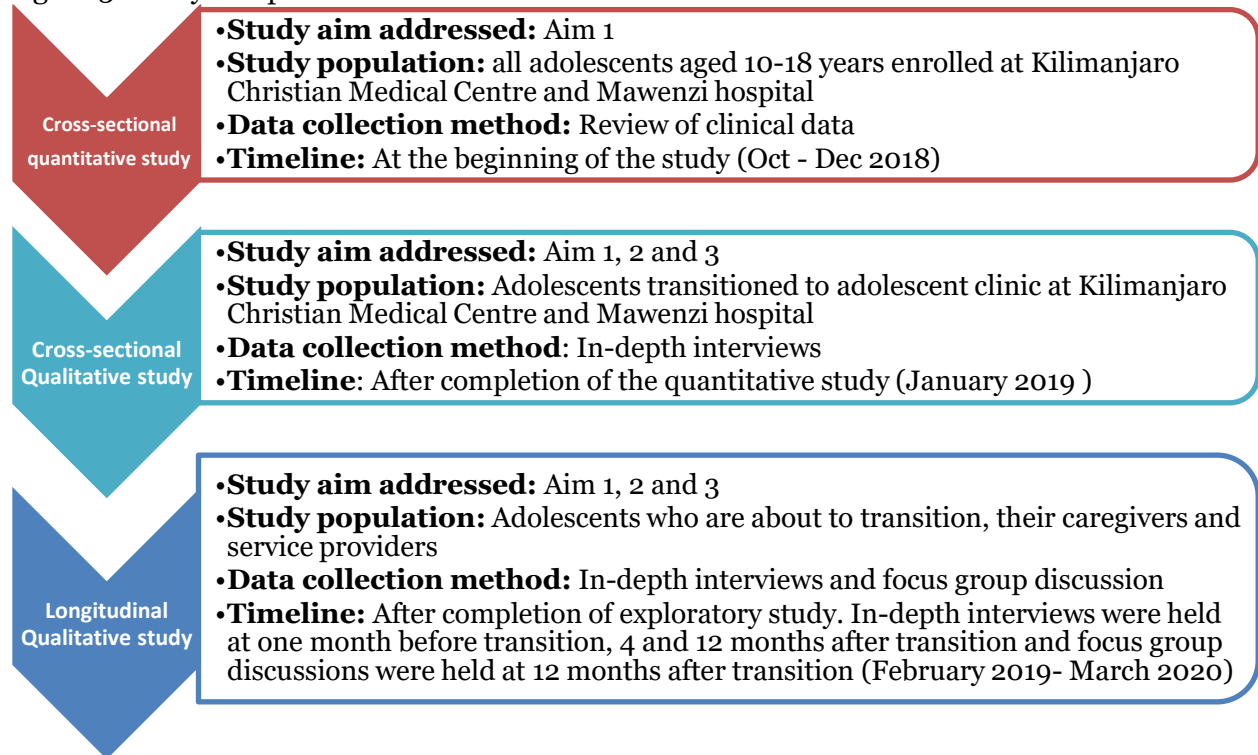 •Study aim addressed: Aim 1
•Study population: all adolescents aged 10-18 years enrolled at Kilimanjaro
Christian Medical Centre and Mawenzi hospital
•Data collection method: Review of clinical data
•Timeline: At the beginning of the study (Oct - Dec 2018)
Cross-sectional
quantitative study
•Study aim addressed: Aim 1, 2 and 3
•Study population: Adolescents transitioned to adolescent clinic at Kilimanjaro
Christian Medical Centre and Mawenzi hospital
•Data collection method: In-depth interviews
•Timeline: After completion of the quantitative study (January 2019 )
Cross-sectional
Qualitative study
•Study aim addressed: Aim 1, 2 and 3
•Study population: Adolescents who are about to transition, their caregivers and
service providers
•Data collection method: In-depth interviews and focus group discussion
•Timeline: After completion of exploratory study. In-depth interviews were held
at one month before transition, 4 and 12 months after transition and focus group
discussions were held at 12 months after transition (February 2019- March 2020)
Longitudinal
Qualitative study